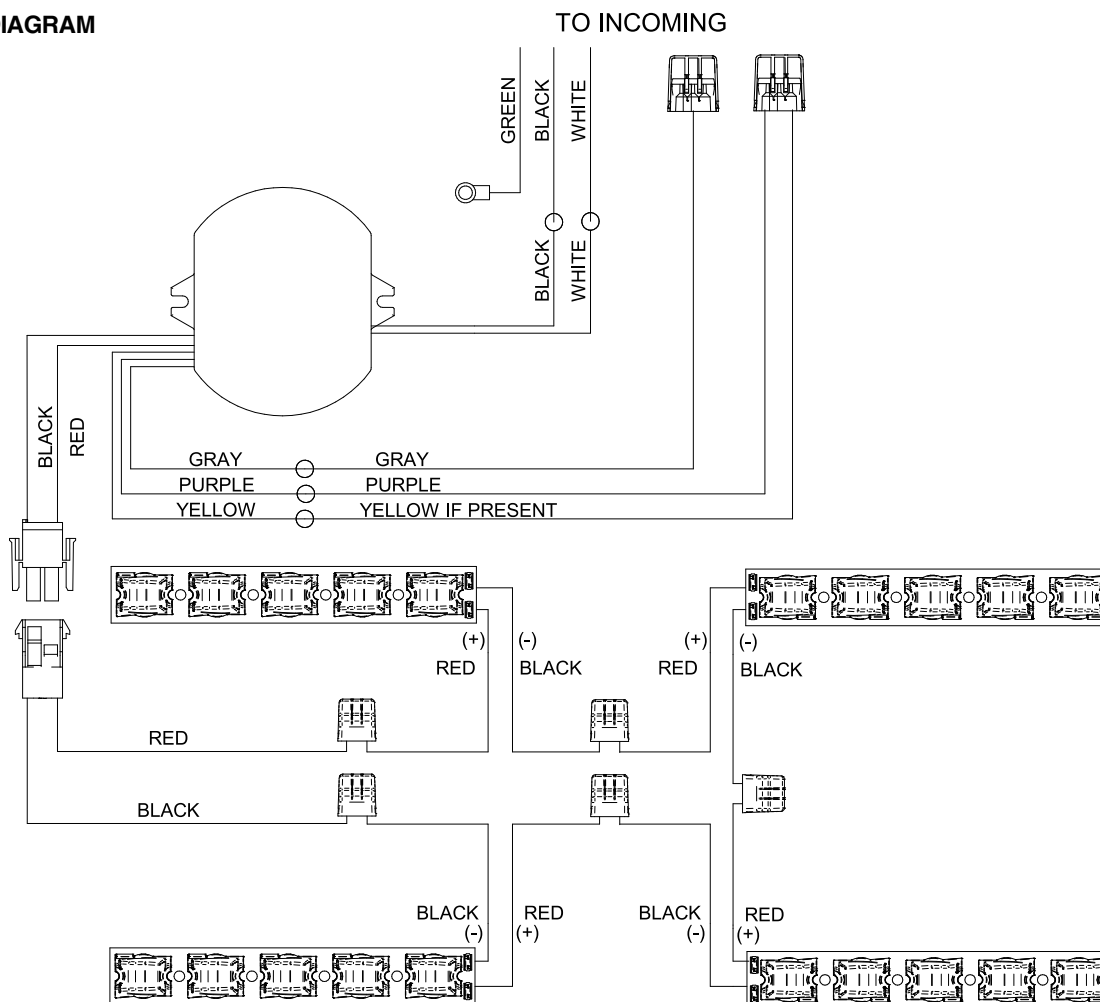 DIAGRAM
TO INCOMING
GREEN
BLACK
WHITE
BLACK
WHITE
BLACK
RED
GRAY
GRAY
PURPLE
PURPLE
YELLOW
YELLOW IF PRESENT
(+)
(-)
RED
BLACK
(+)
(-)
RED
BLACK
RED
BLACK
BLACK
(-)
RED
(+)
BLACK
(-)
RED
(+)